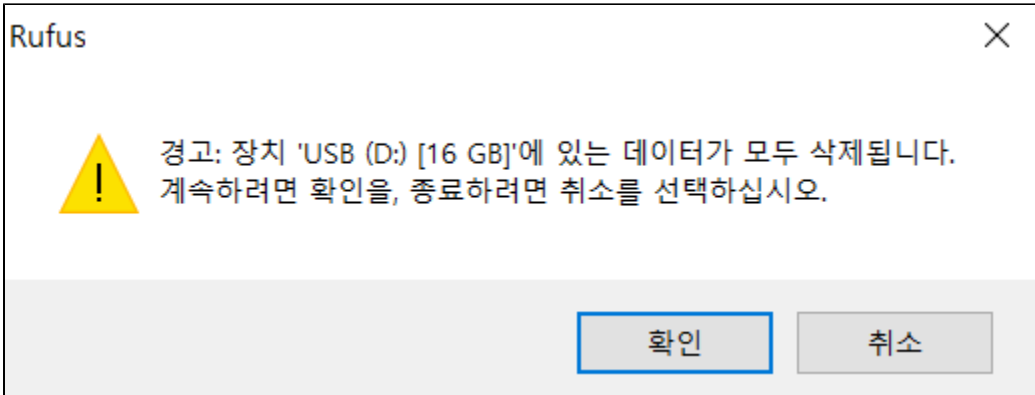 Rufus
경고: 장치 'USB (D:) [16 GB]'에 있는 데이터가 모두 삭제됩니다.
계속하려면 확인을, 종료하려면 취소를 선택하십시오.
확인
취소